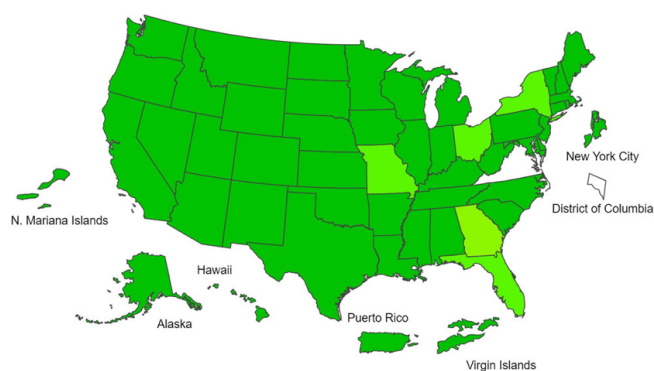 New York City
District of Columbia
N. Mariana Islands
Hawaii
Alaska
Puerto Rico
Virgin Islands